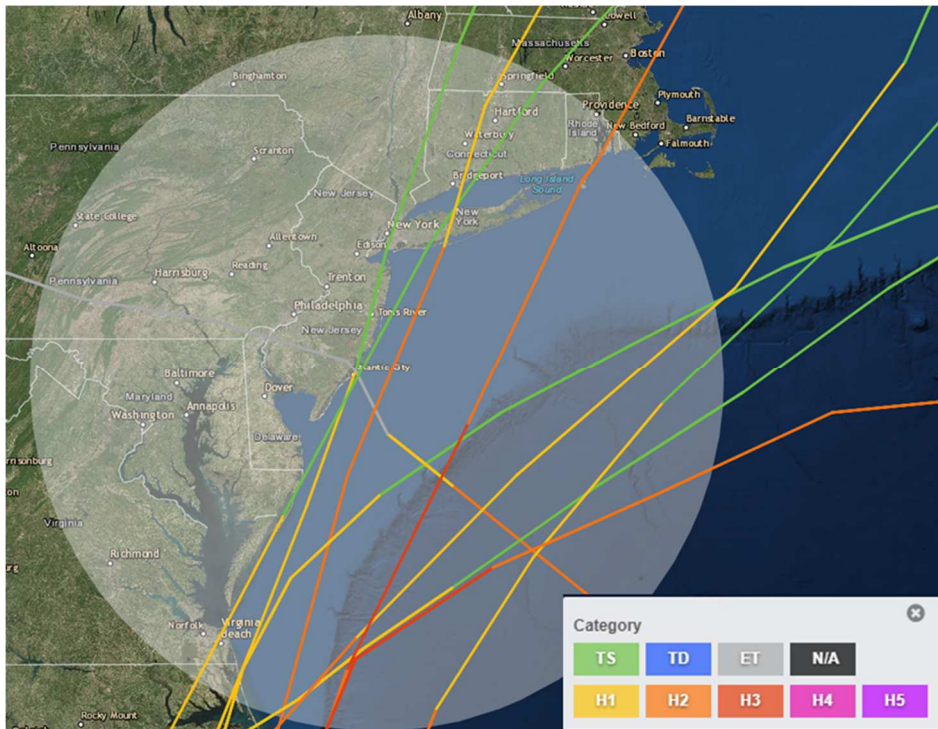 Albany
Lowell
Massachusetts
Boston
Worcester
Binghamton
Springfield
Plymouth
Hartford
Providence
Barnstable
Rhode
Island
New Bedford
Waterbury
Pennsylvania
Connecticut
Falmouth
Scranton
Bridgeport
Long Island
Sound
New Jersey
State College
New
York
New York
Allentown
Edison
Altoona
Reading
Harrisburg
Trenton
Pennsylvania
Philadelphia
Toms River
New Jersey
Atlantic City
Baltimore
Dover
Maryland
Annapolis
Washington
Delaware
rrisonburg
Virginia
Richmond
Norfolk
Virginia
Beach
Rocky Mount
Category
TS TD ET N/A
H1 H2 H3 H4 H5